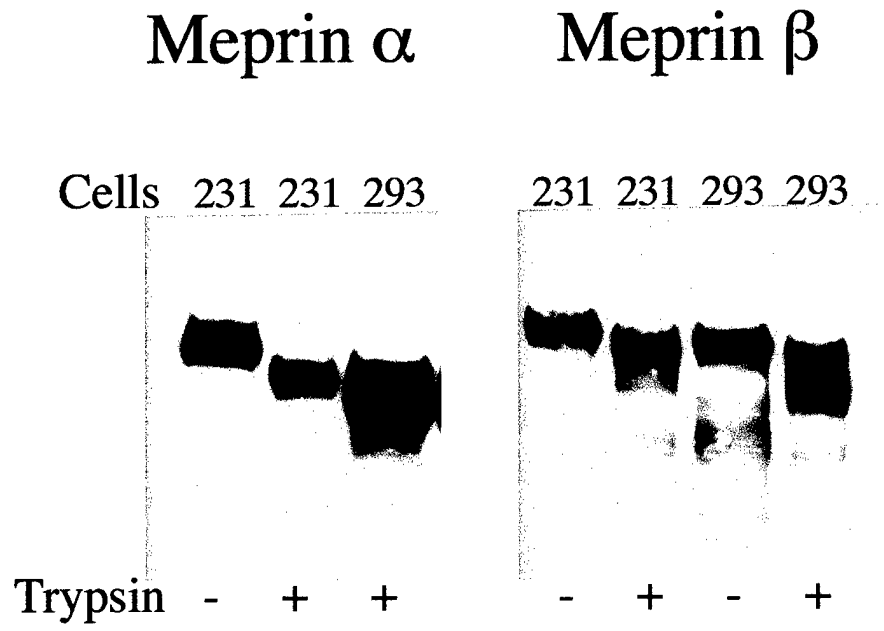 Meprin α Meprin β
Cells 231 231 293 231 231 293 293
Trypsin - + + - + - +